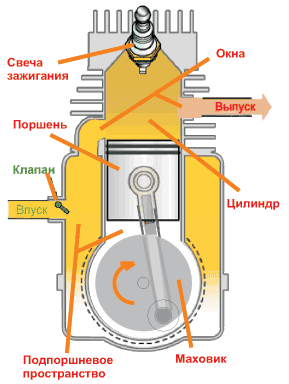 Свеча
зажигания
Окна
Выпуск
Поршень
Клапан
Впуск
Цилиндр
Подпоршневое
пространство
Маховик